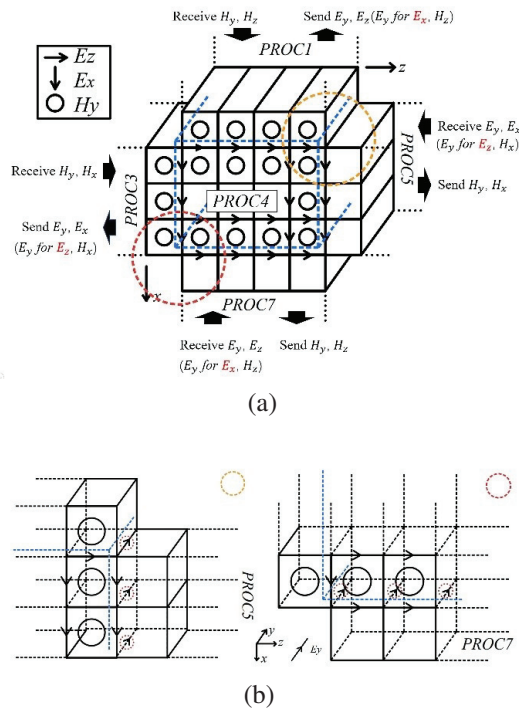 Receive Hy, Hz
Send Ey, Ez(Ey for Ex, Hz)
PROC1
z
Ez
Ex
Hy
Receive Ey, Ex
(Ey for Ez, Hx)
PROC5
Receive Hy, Hx
Send Hy, Hx
PROC3
PROC4
Send Ey, Ex
(Ey for Ez, Hx)
x
PROC7
Receive Ey, Ez
(Ey for Ex, Hz)
Send Hy, Hz
(a)
PROC5
y
z
x
Ey
PROC7
(b)